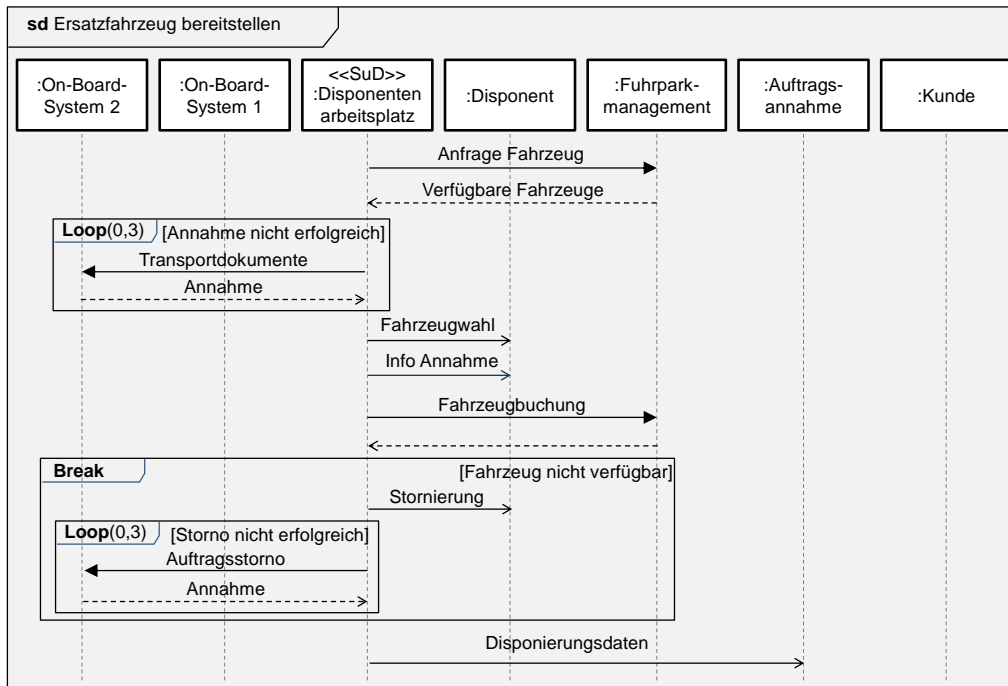 sd Ersatzfahrzeug bereitstellen
:On-Board-
System 2
:On-Board-
System 1
<<SuD>>
:Disponenten
arbeitsplatz
:Disponent
:Fuhrpark-
management
:Auftrags-
annahme
:Kunde
Anfrage Fahrzeug
Verfügbare Fahrzeuge
Loop(0,3) [Annahme nicht erfolgreich]
Transportdokumente
Annahme
Fahrzeugwahl
Info Annahme
Fahrzeugbuchung
Break [Fahrzeug nicht verfügbar]
Stornierung
Loop(0,3) [Storno nicht erfolgreich]
Auftragsstorno
Annahme
Disponierungsdaten